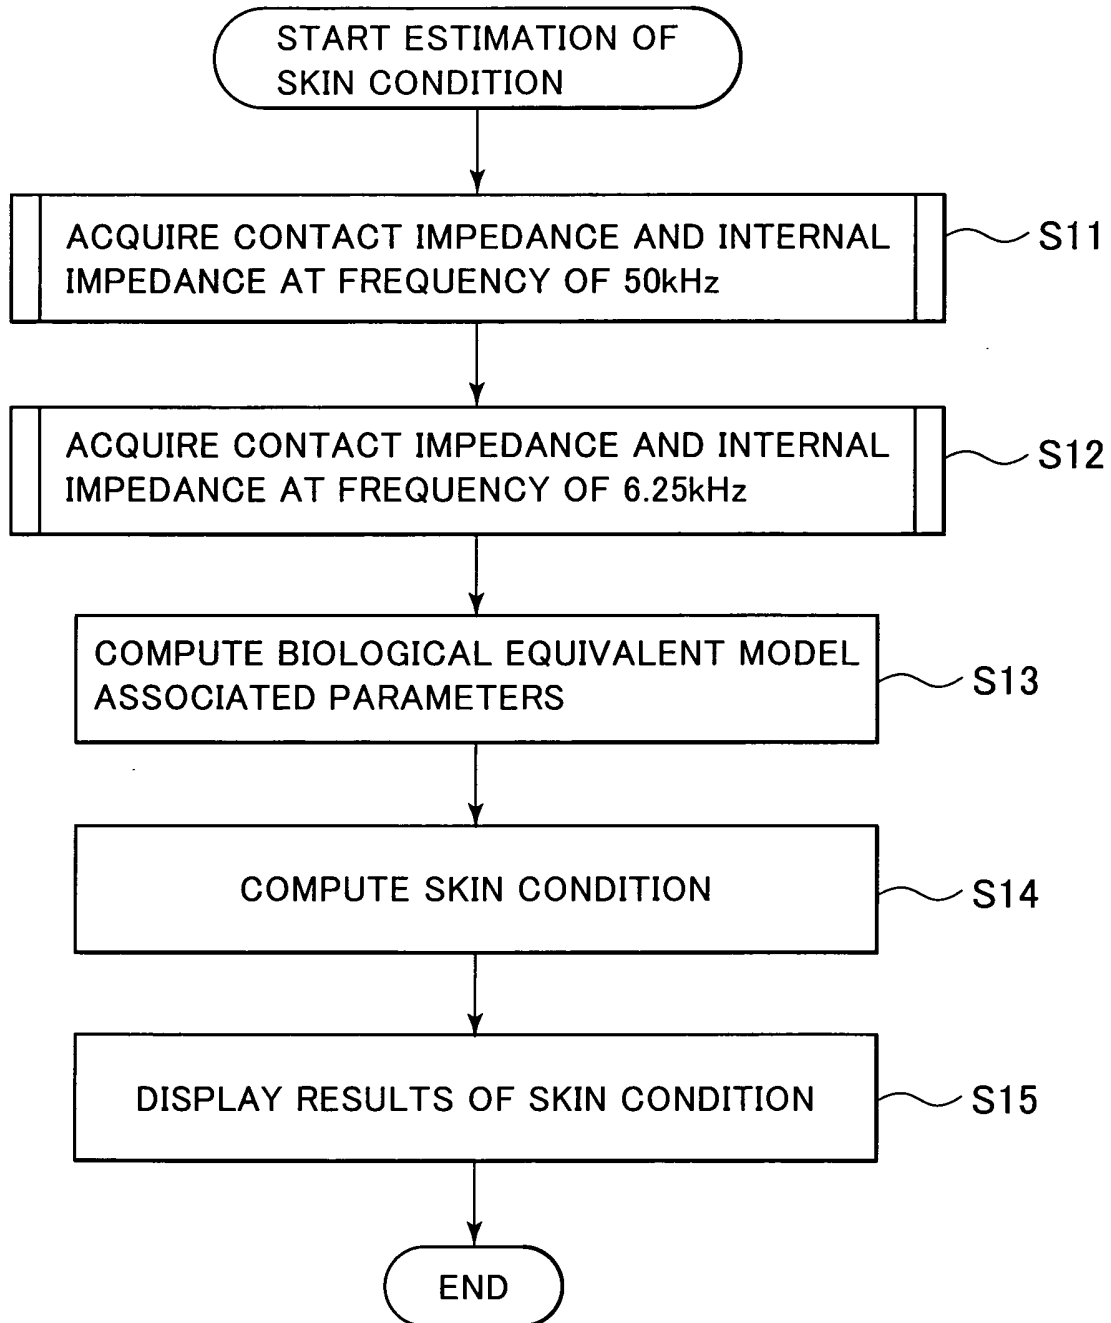 START ESTIMATION OF
SKIN CONDITION
ACQUIRE CONTACT IMPEDANCE AND INTERNAL
IMPEDANCE AT FREQUENCY OF 50kHz
S11
ACQUIRE CONTACT IMPEDANCE AND INTERNAL
IMPEDANCE AT FREQUENCY OF 6.25kHz
S12
COMPUTE BIOLOGICAL EQUIVALENT MODEL
ASSOCIATED PARAMETERS
S13
COMPUTE SKIN CONDITION
S14
DISPLAY RESULTS OF SKIN CONDITION
S15
END